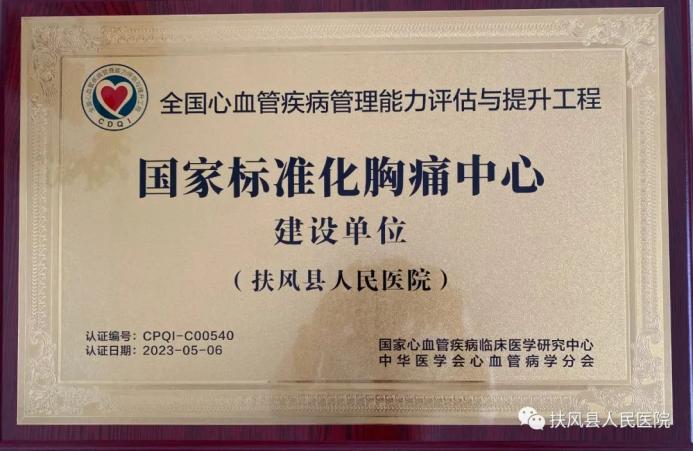 全国心血管疾病管理能力评估与提升工程
CDQI
国家标准化胸痛中心
建设单位
（扶风县人民医院）
认证编号：CPQI-C00540
认证日期：2023-05-06
国家心血管疾病临床医学研究中心
中华医学会心血管病学分会
扶风县人民医院